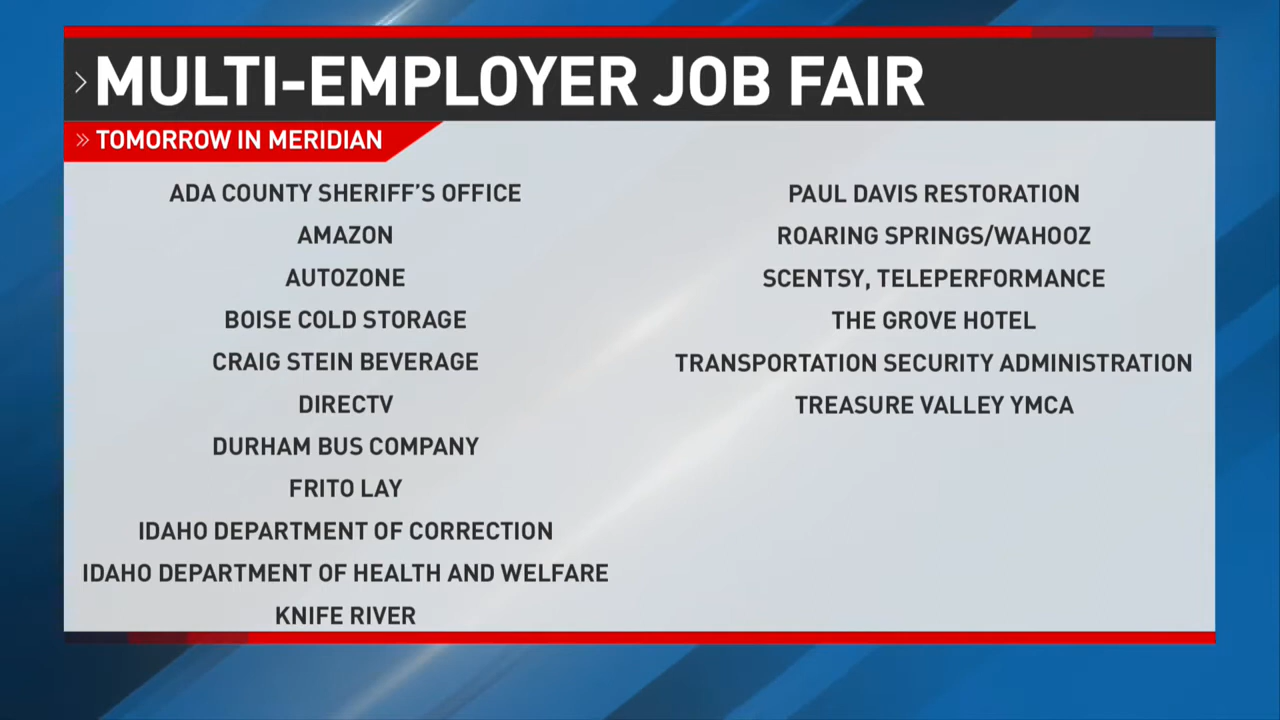 MULTI-EMPLOYER JOB FAIR
TOMORROW IN MERIDIAN
ADA COUNTY SHERIFF'S OFFICE
AMAZON
AUTOZONE
BOISE COLD STORAGE
CRAIG STEIN BEVERAGE
DIRECTV
DURHAM BUS COMPANY
FRITO LAY
IDAHO DEPARTMENT OF CORRECTION
IDAHO DEPARTMENT OF HEALTH AND WELFARE
KNIFE RIVER
PAUL DAVIS RESTORATION
ROARING SPRINGS/WAHOOZ
SCENTSY, TELEPERFORMANCE
THE GROVE HOTEL
TRANSPORTATION SECURITY ADMINISTRATION
TREASURE VALLEY YMCA